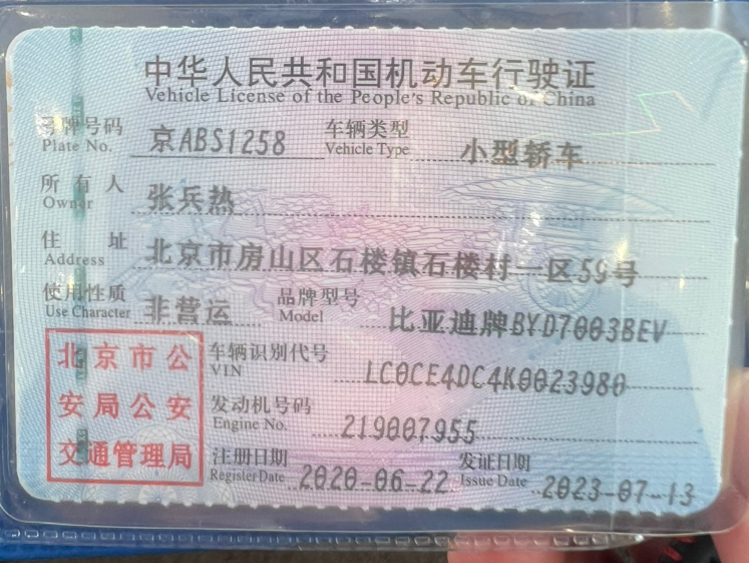 中华人民共和国机动车行驶证
Vehicle License of the People's Republic of China
号牌号码 京ABS1258 车辆类型 小型轿车
Plate No. Vehicle Type
所有人 张兵热
Owner
住址 北京市房山区石楼镇石楼村一区59号
Address
使用性质 非营运 品牌型号 比亚迪牌BYD7003BEV
Use Character Model
北京市公
安局公安
交通管理局
车辆识别代号 LC0CE4DC4K0023980
VIN
发动机号码 219007955
Engine No.
注册日期 2020-06-22 发证日期 2023-07-13
Register Date Issue Date